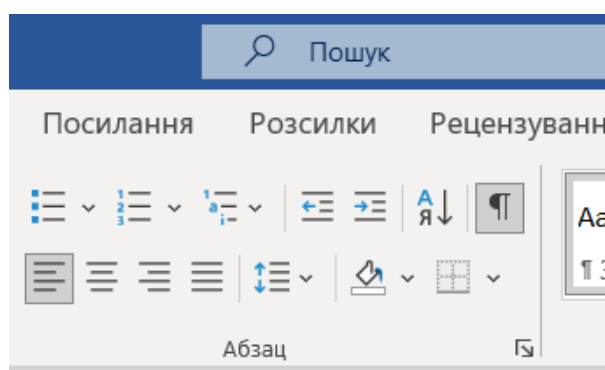 Пошук
Посилання Розсилки Рецензуванн
Аа
¶ З
Абзац